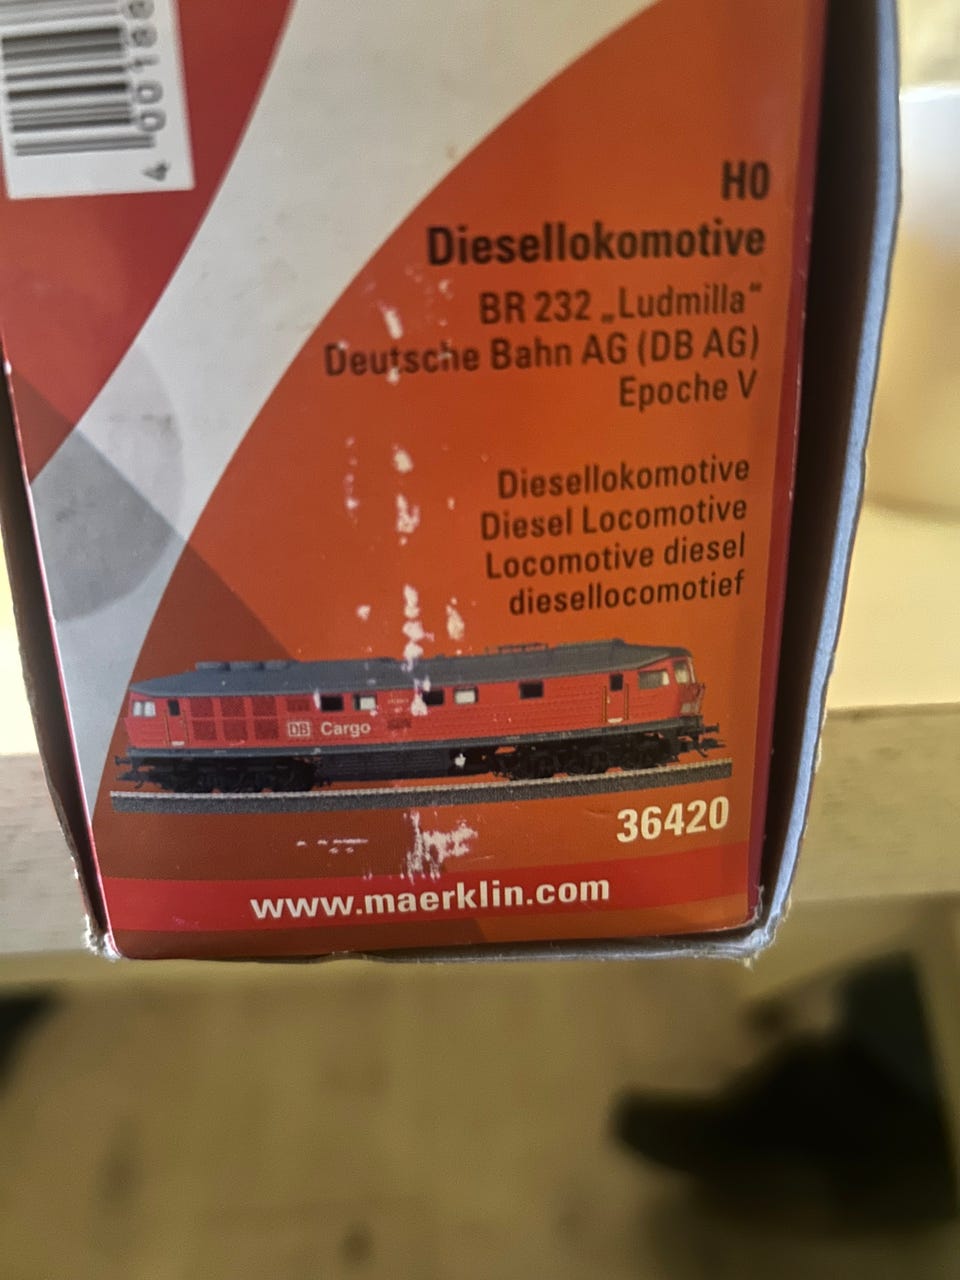 H0
Diesellokomotive
BR 232 „Ludmilla“
Deutsche Bahn AG (DB AG)
Epoche V
Diesellokomotive
Diesel Locomotive
Locomotive diesel
diesellocomotief
DB Cargo
36420
www.maerklin.com